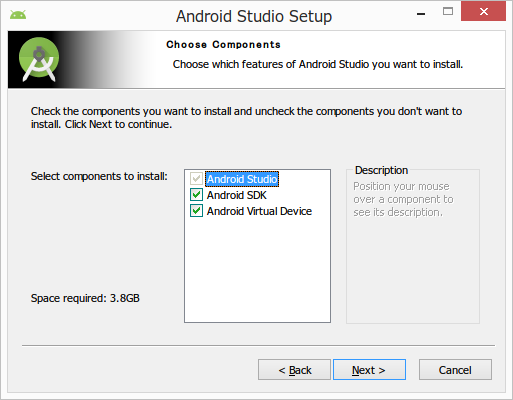 Android Studio Setup
Choose Components
Choose which features of Android Studio you want to install.
Check the components you want to install and uncheck the components you don't want to
install. Click Next to continue.
Select components to install:
Android Studio
Android SDK
Android Virtual Device
Description
Position your mouse
over a component to
see its description.
Space required: 3.8GB
< Back
Next >
Cancel